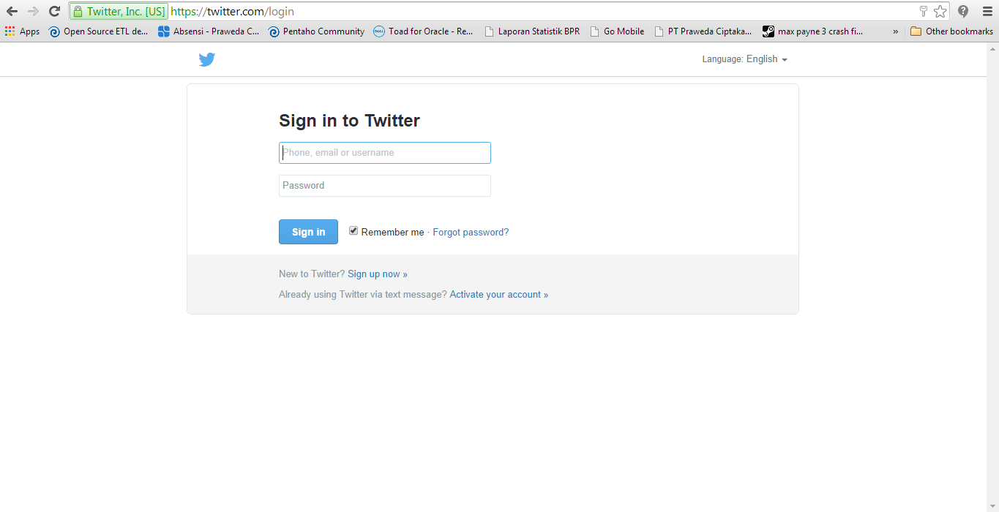 Twitter, Inc. [US] https://twitter.com/login
Apps Open Source ETL de... Absensi - Praweda C... Pentaho Community Toad for Oracle - Re... Laporan Statistik BPR Go Mobile PT Praweda Ciptaka... max payne 3 crash fi... » Other bookmarks
Language: English
Sign in to Twitter
Phone, email or username
Password
Sign in Remember me · Forgot password?
New to Twitter? Sign up now »
Already using Twitter via text message? Activate your account »